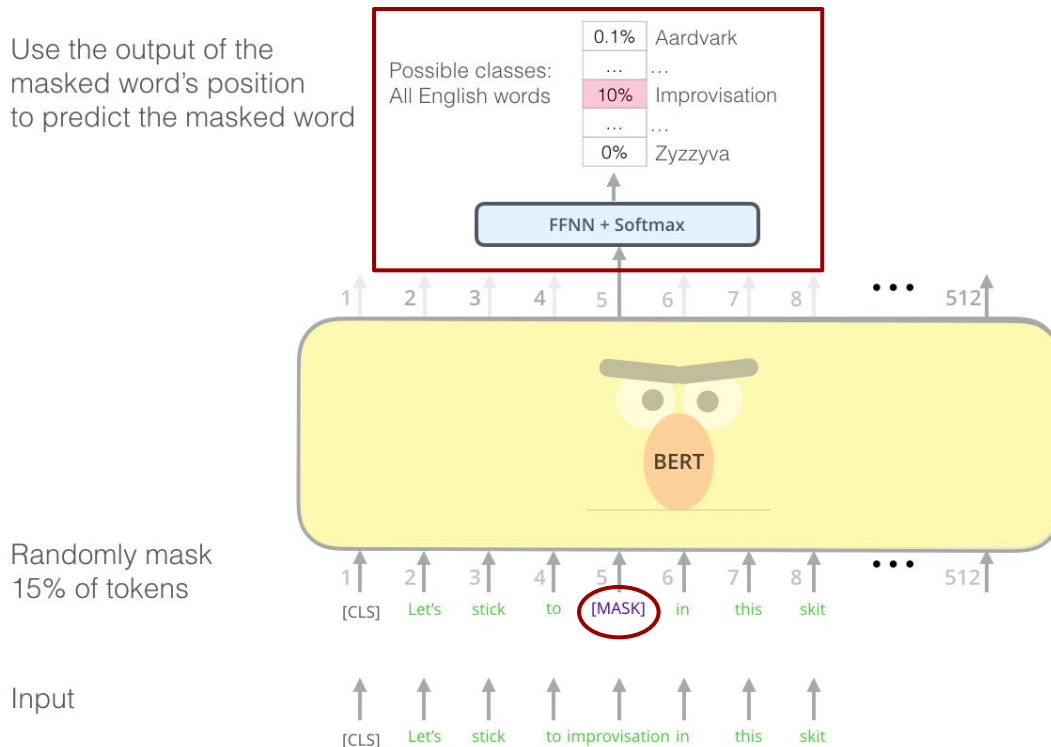 Use the output of the
masked word's position
to predict the masked word
Possible classes:
All English words
0.1% Aardvark
... ...
10% Improvisation
... ...
0% Zyzzyva
FFNN + Softmax
1 2 3 4 5 6 7 8 ... 512
BERT
Randomly mask
15% of tokens
1 2 3 4 5 6 7 8 ... 512
[CLS] Let's stick to [MASK] in this skit
Input
[CLS] Let's stick to improvisation in this skit